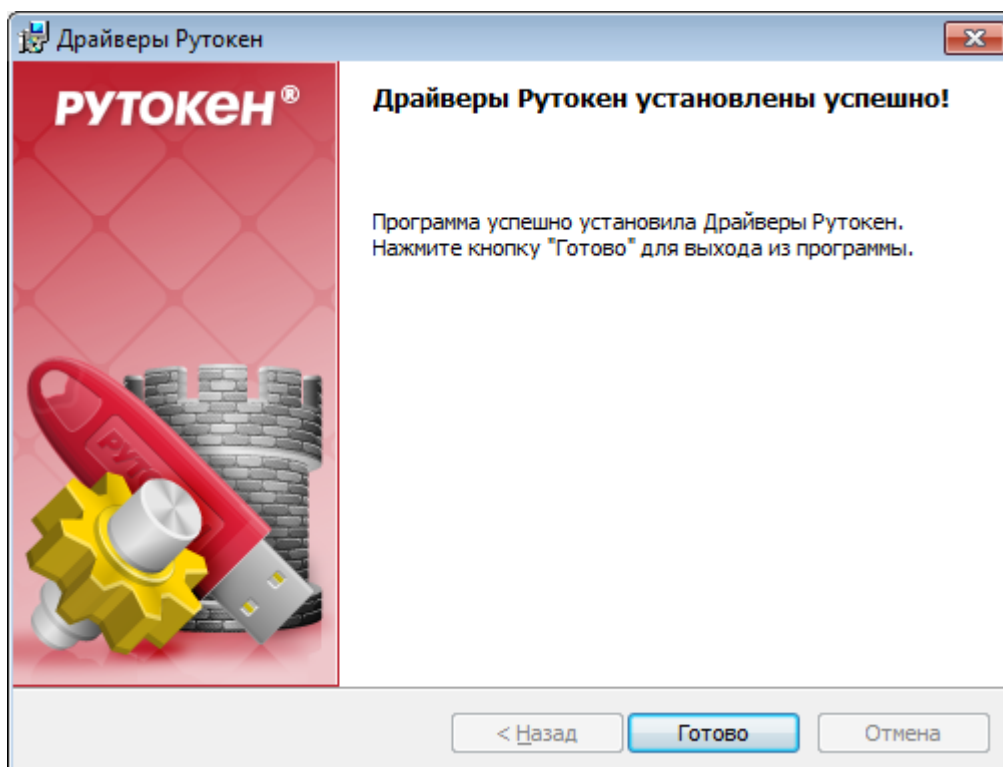 Драйверы Рутокен
РУТОКЕН®
Драйверы Рутокен установлены успешно!
Программа успешно установила Драйверы Рутокен.
Нажмите кнопку "Готово" для выхода из программы.
РУТО
< Назад
Готово
Отмена